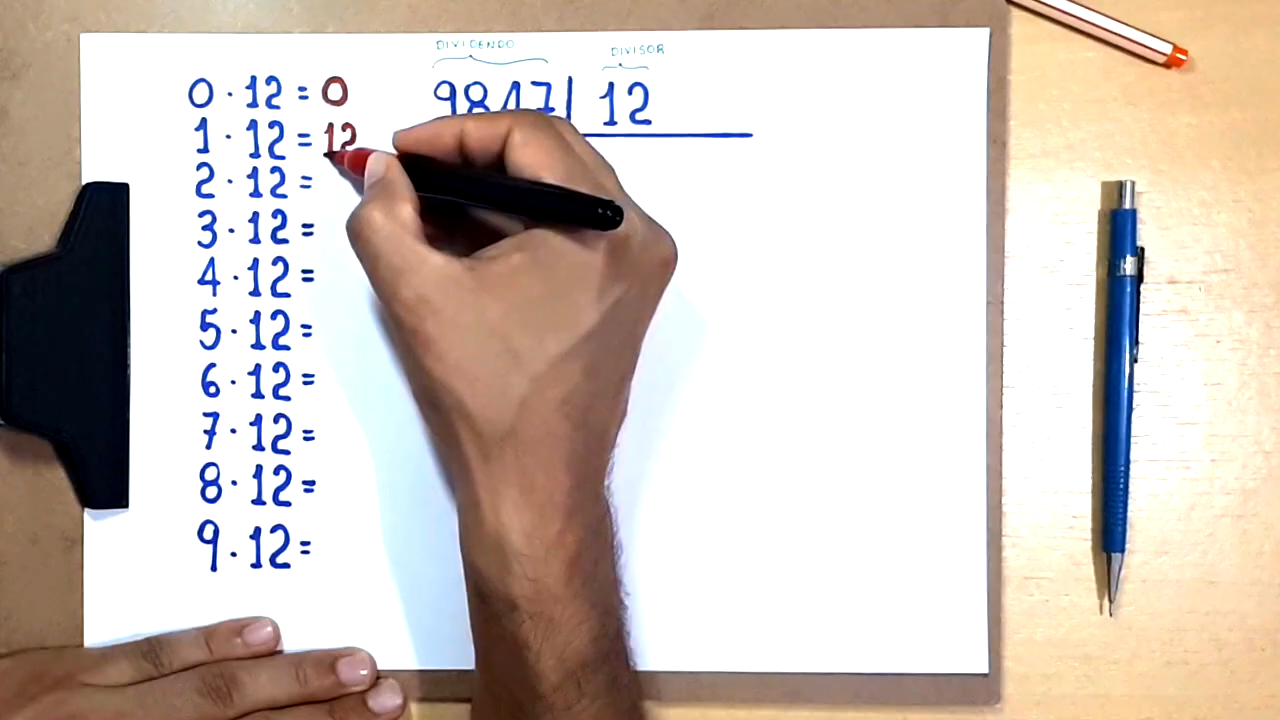 DIVIDENDO DIVISOR
9847 12
0 · 12 = 0
1 · 12 = 12
2 · 12 =
3 · 12 =
4 · 12 =
5 · 12 =
6 · 12 =
7 · 12 =
8 · 12 =
9 · 12 =